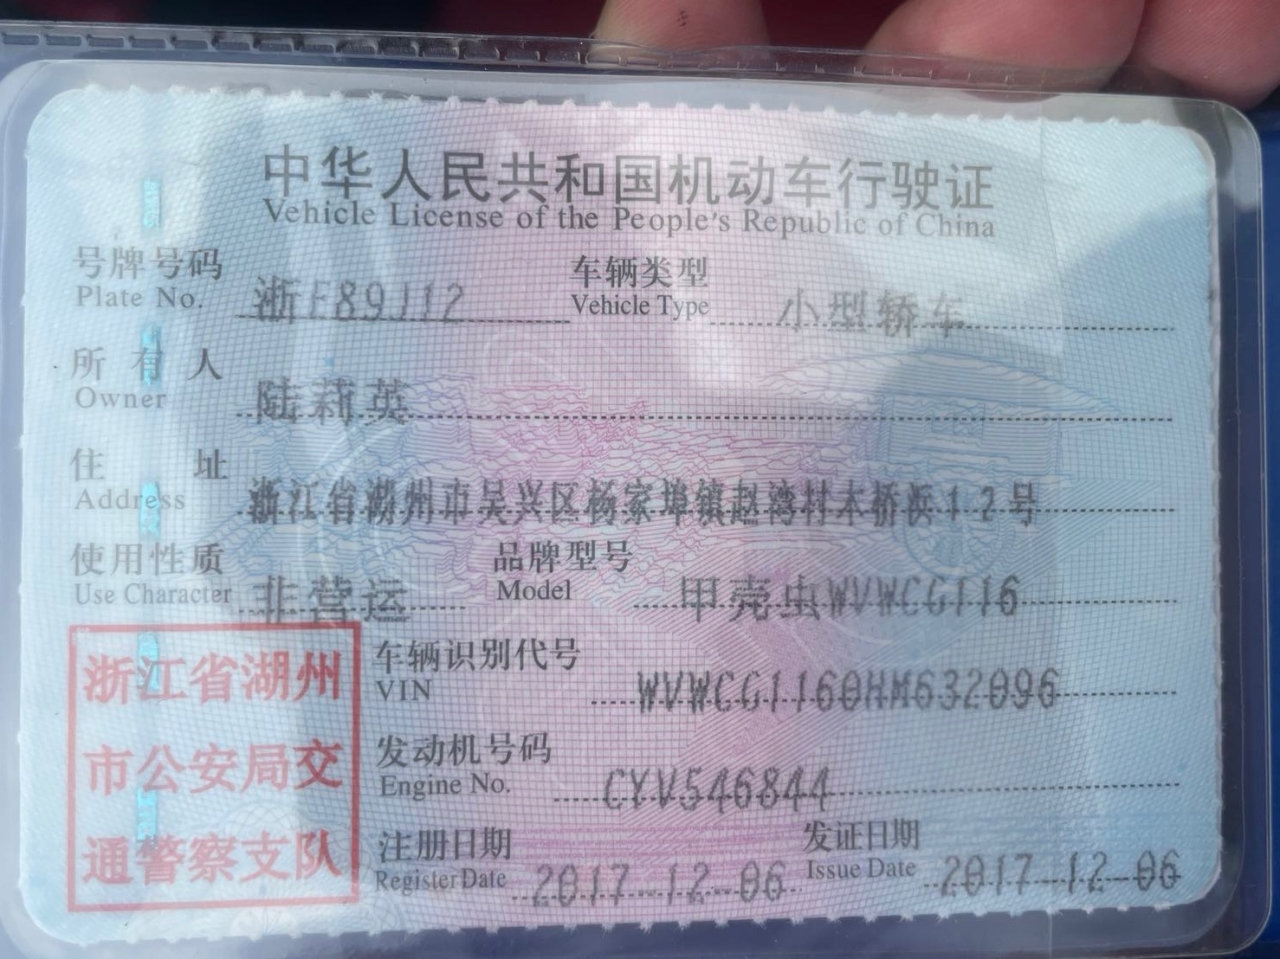 中华人民共和国机动车行驶证
Vehicle License of the People's Republic of China
号牌号码 浙E89J12 车辆类型 小型轿车
Plate No. Vehicle Type
所有人 陆莉英
Owner
住址 浙江省湖州市吴兴区杨家埠镇赵湾村木桥浜12号
Address
使用性质 非营运 品牌型号 甲壳虫WVWCG116
Use Character Model
浙江省湖州
市公安局交
通警察支队
车辆识别代号 WVWCG1160HM632096
VIN
发动机号码 CYV546844
Engine No.
注册日期 2017-12-06 发证日期 2017-12-06
Register Date Issue Date